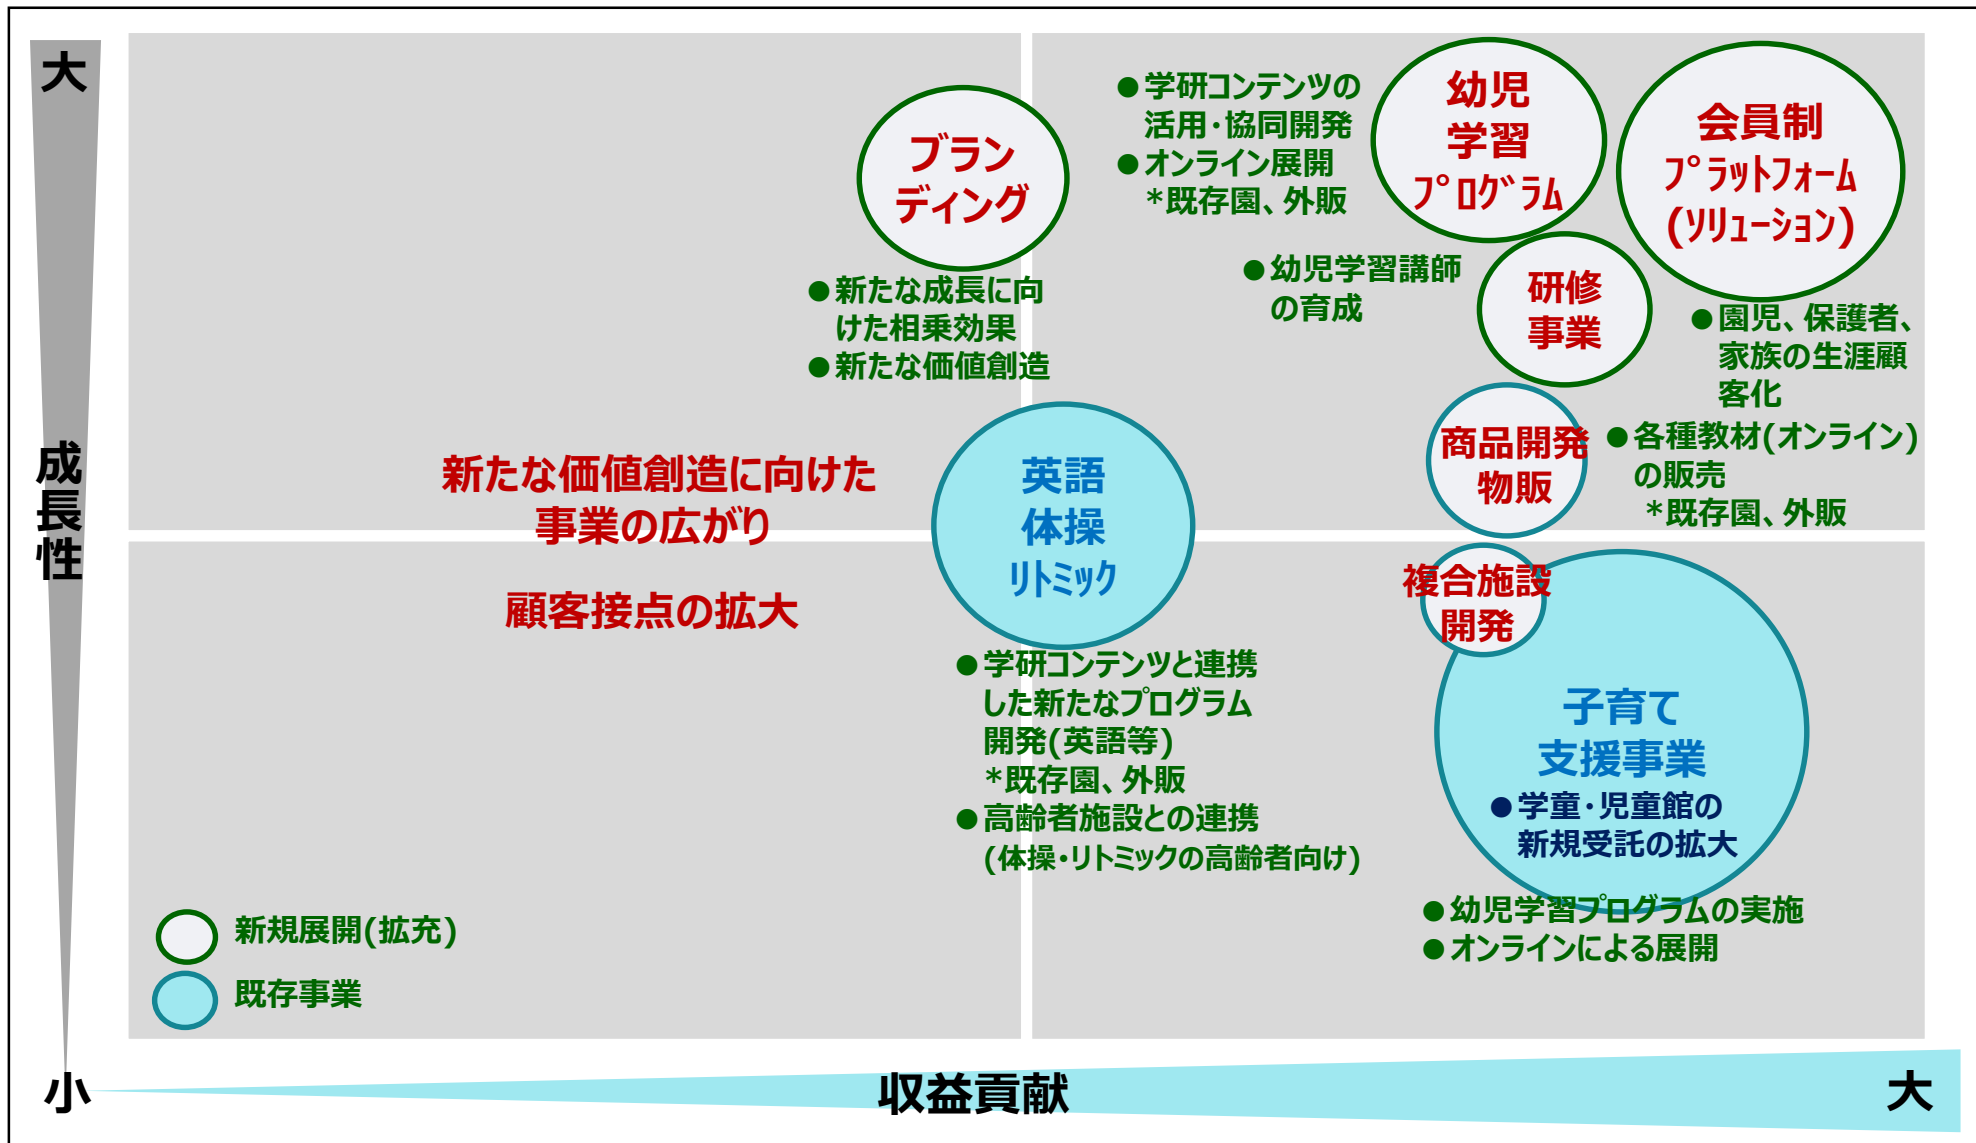 大
成長性
小
収益貢献
大
ブラン
ディング
●新たな成長に向
けた相乗効果
●新たな価値創造
●学研コンテンツの
活用・協同開発
●オンライン展開
*既存園、外販
幼児
学習
プログラム
会員制
プラットフォーム
(ソリューション)
●幼児学習講師
の育成
研修
事業
●園児、保護者、
家族の生涯顧
客化
商品開発
物販
●各種教材(オンライン)
の販売
*既存園、外販
新たな価値創造に向けた
事業の広がり
顧客接点の拡大
英語
体操
リトミック
●学研コンテンツと連携
した新たなプログラム
開発(英語等)
*既存園、外販
●高齢者施設との連携
(体操・リトミックの高齢者向け)
複合施設
開発
子育て
支援事業
●学童・児童館の
新規受託の拡大
●幼児学習プログラムの実施
●オンラインによる展開
新規展開(拡充)
既存事業